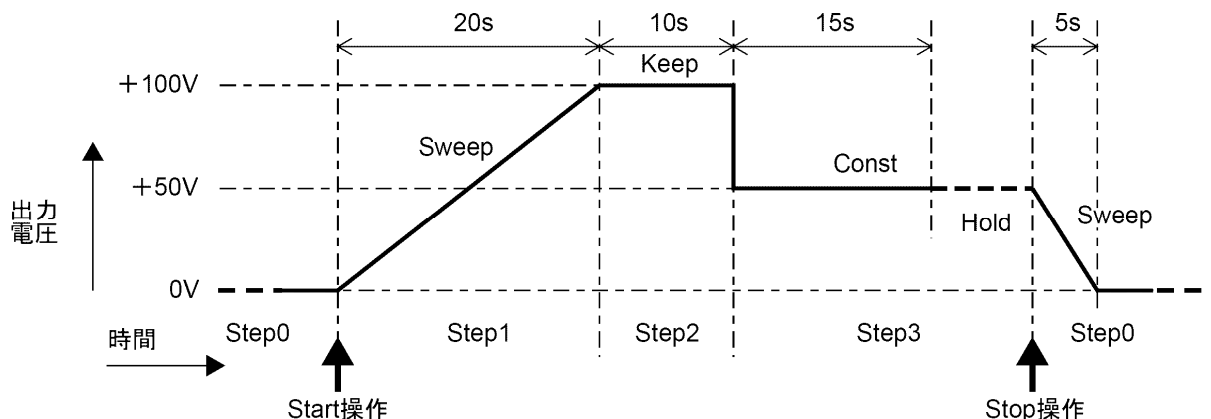 20s
10s
15s
5s
Keep
+100V
Sweep
Const
+50V
出力
電圧
Hold
Sweep
0V
時間
Step0
Step1
Step2
Step3
Step0
Start操作
Stop操作